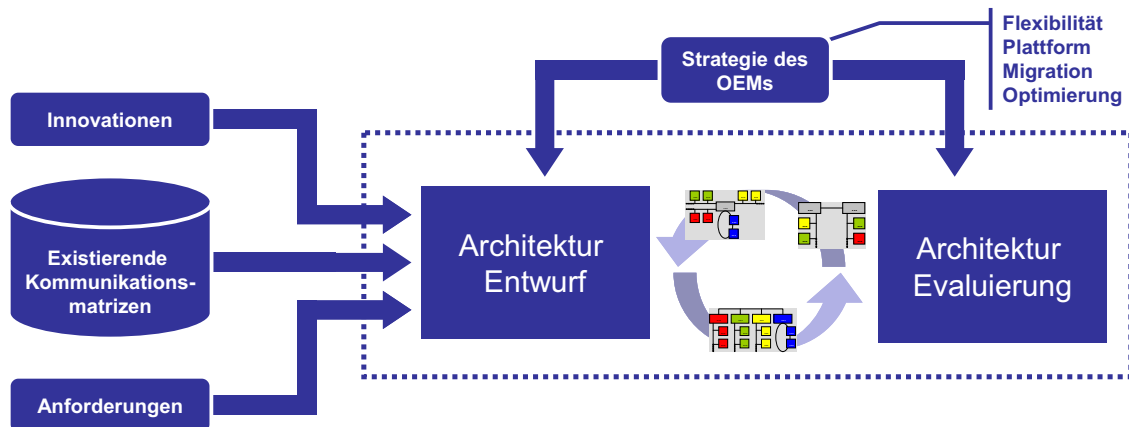 Flexibilität
Plattform
Migration
Optimierung
Strategie des
OEMs
Innovationen
Existierende
Kommunikations-
matrizen
Anforderungen
Architektur
Entwurf
Architektur
Evaluierung